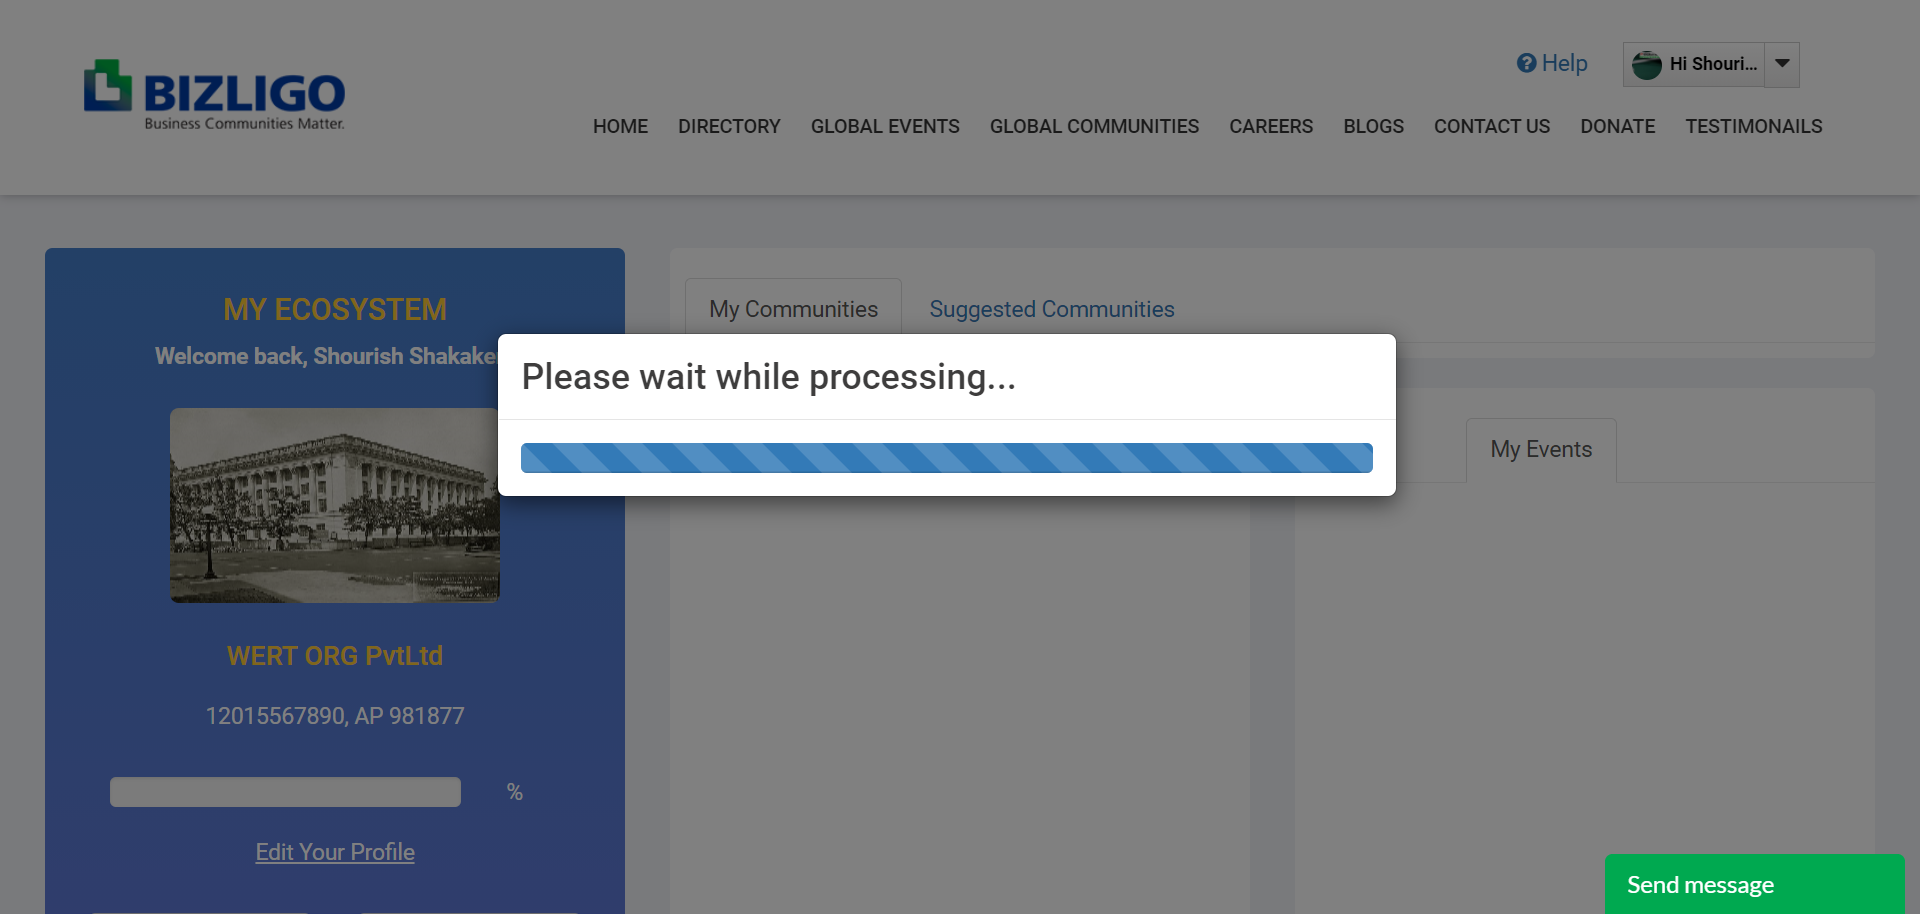 BIZLIGO
Business Communities Matter.
Help
Hi Shouri...
HOME DIRECTORY GLOBAL EVENTS GLOBAL COMMUNITIES CAREERS BLOGS CONTACT US DONATE TESTIMONAILS
MY ECOSYSTEM
Welcome back, Shourish Shakake
My Communities
Suggested Communities
Please wait while processing...
My Events
WERT ORG PvtLtd
12015567890, AP 981877
%
Edit Your Profile
Send message